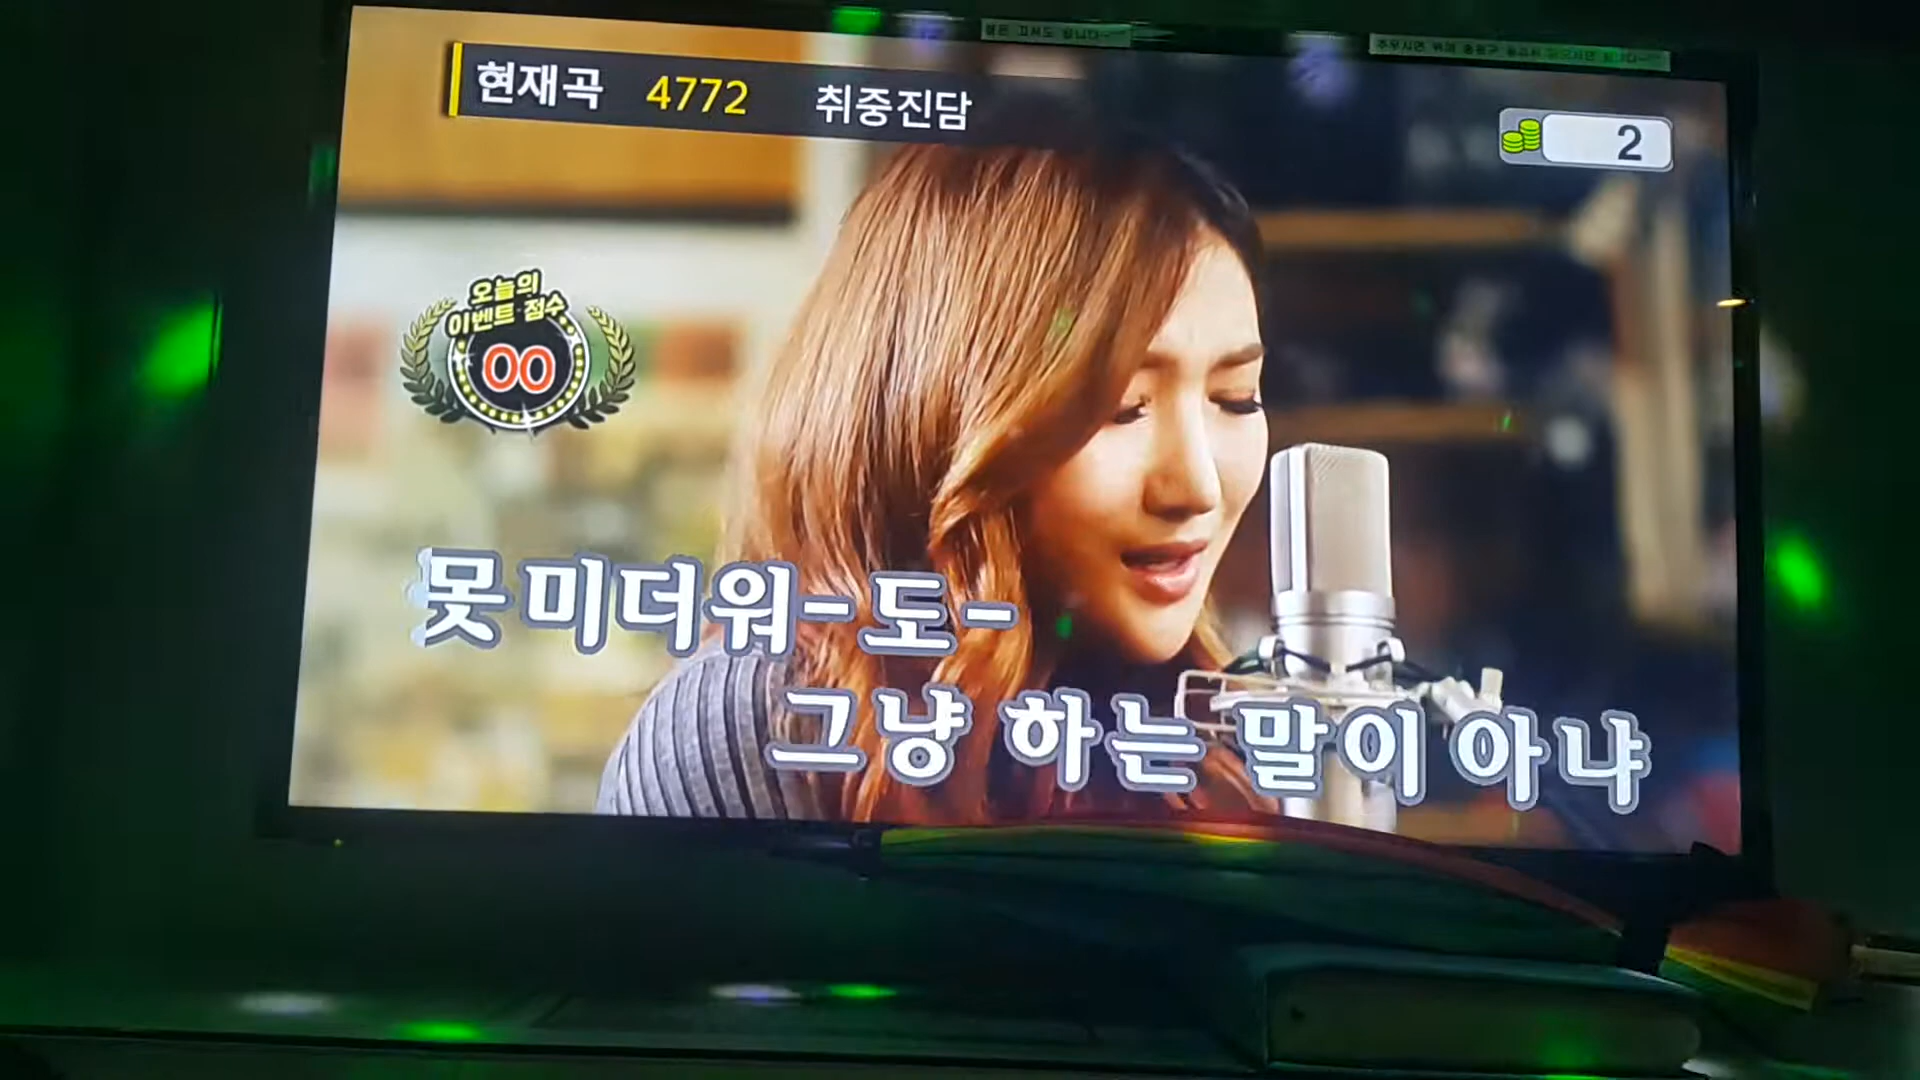 현재곡 4772 취중진담
2
오늘의
이벤트 점수
00
못미더워-도-
그냥 하는 말이 아냐